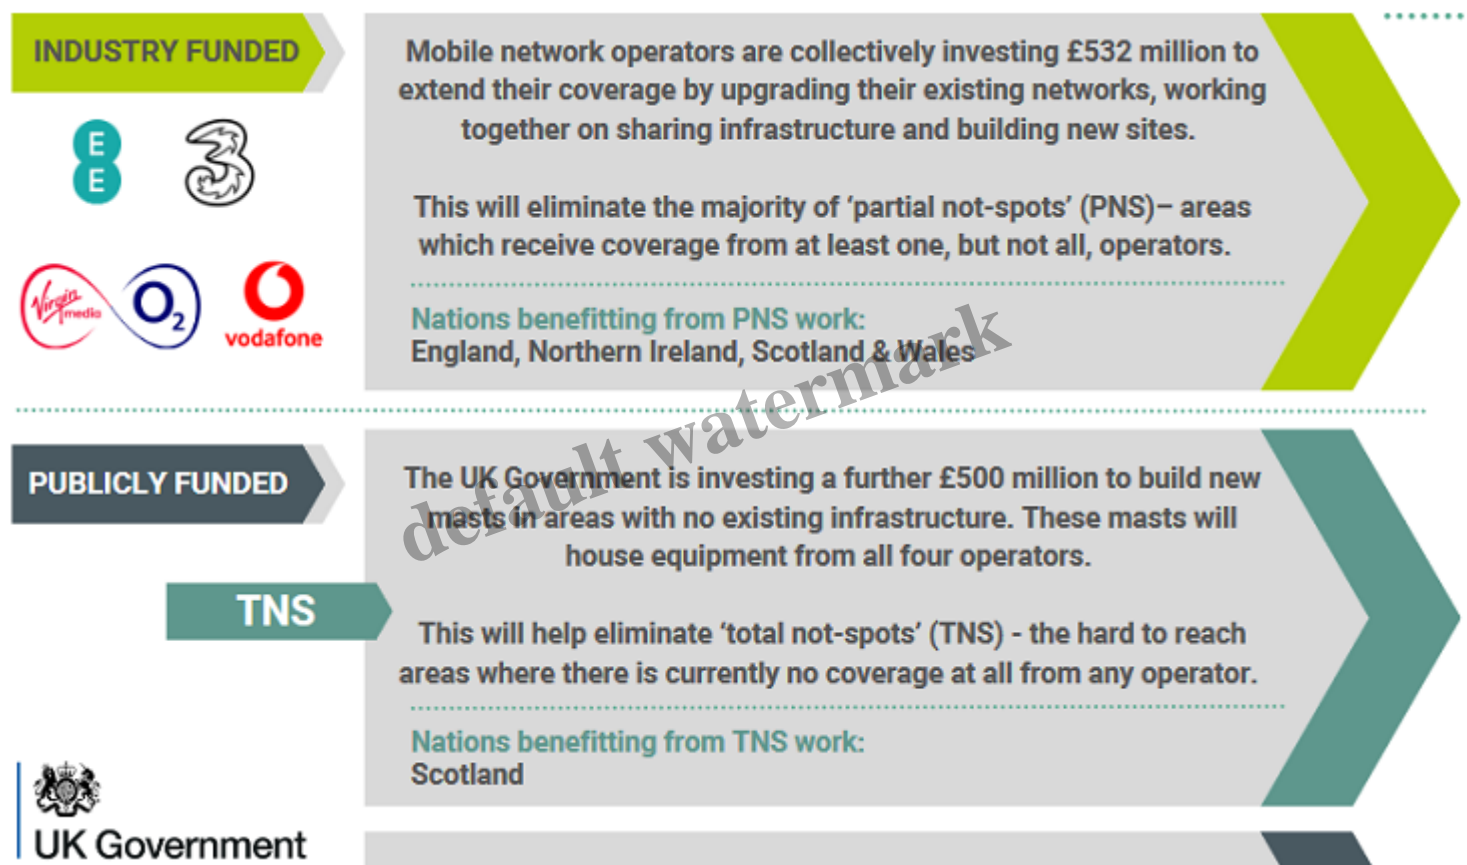 INDUSTRY FUNDED
Mobile network operators are collectively investing £532 million to
extend their coverage by upgrading their existing networks, working
together on sharing infrastructure and building new sites.
This will eliminate the majority of ‘partial not-spots’ (PNS)– areas
which receive coverage from at least one, but not all, operators.
Nations benefitting from PNS work:
England, Northern Ireland, Scotland & Wales
E
E
3
Virgin
media
O2
vodafone
default watermark
PUBLICLY FUNDED
The UK Government is investing a further £500 million to build new
masts in areas with no existing infrastructure. These masts will
house equipment from all four operators.
TNS
This will help eliminate ‘total not-spots’ (TNS) - the hard to reach
areas where there is currently no coverage at all from any operator.
Nations benefitting from TNS work:
Scotland
UK Government